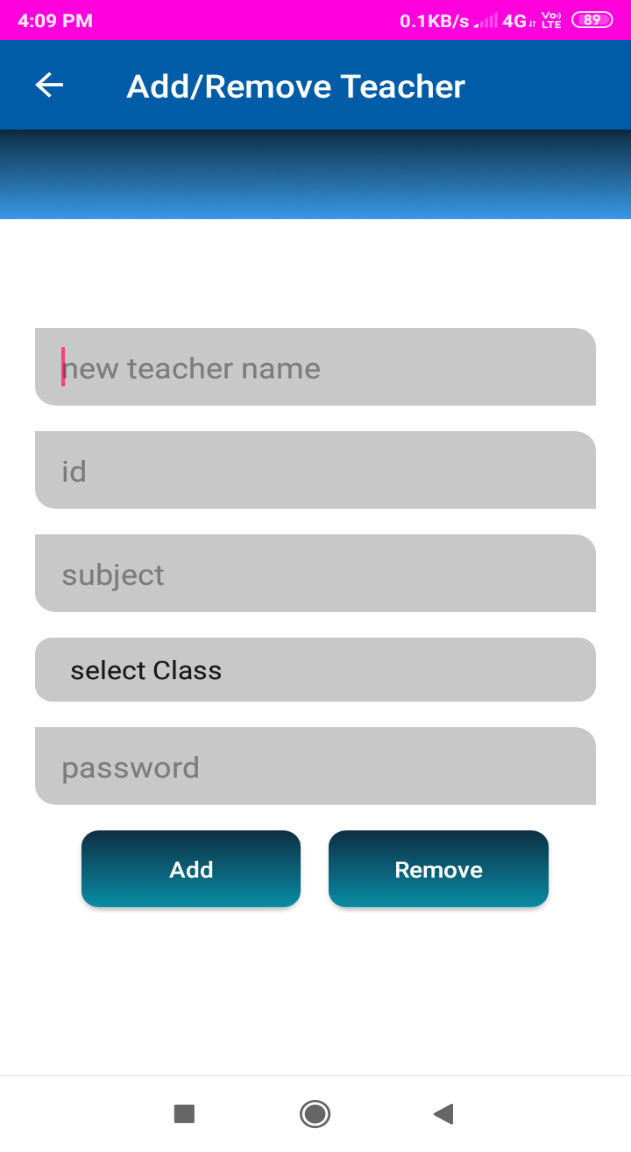 4:09 PM 0.1KB/s 4G Vo) LTE 89
Add/Remove Teacher
new teacher name
id
subject
select Class
password
Add Remove